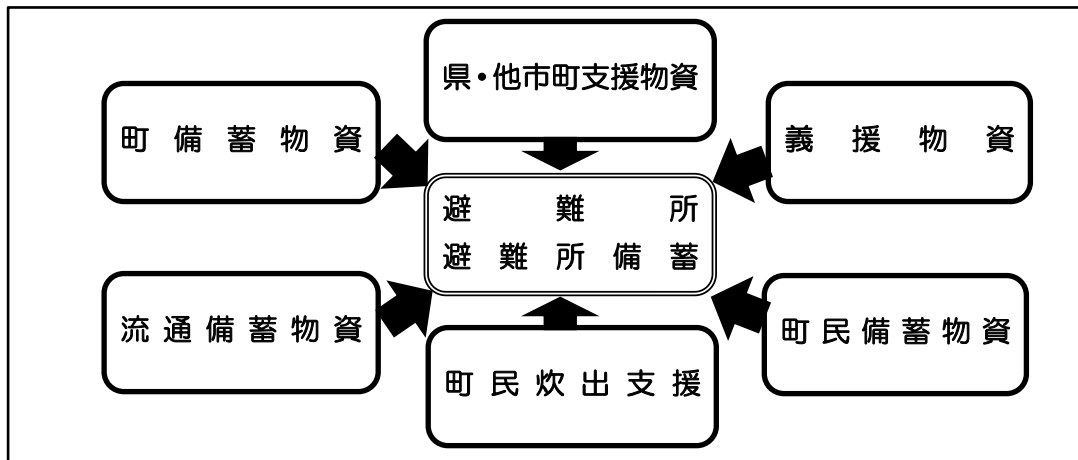 県・他市町支援物資
町備蓄物資
義援物資
避難所
避難所備蓄
流通備蓄物資
町民炊出支援
町民備蓄物資